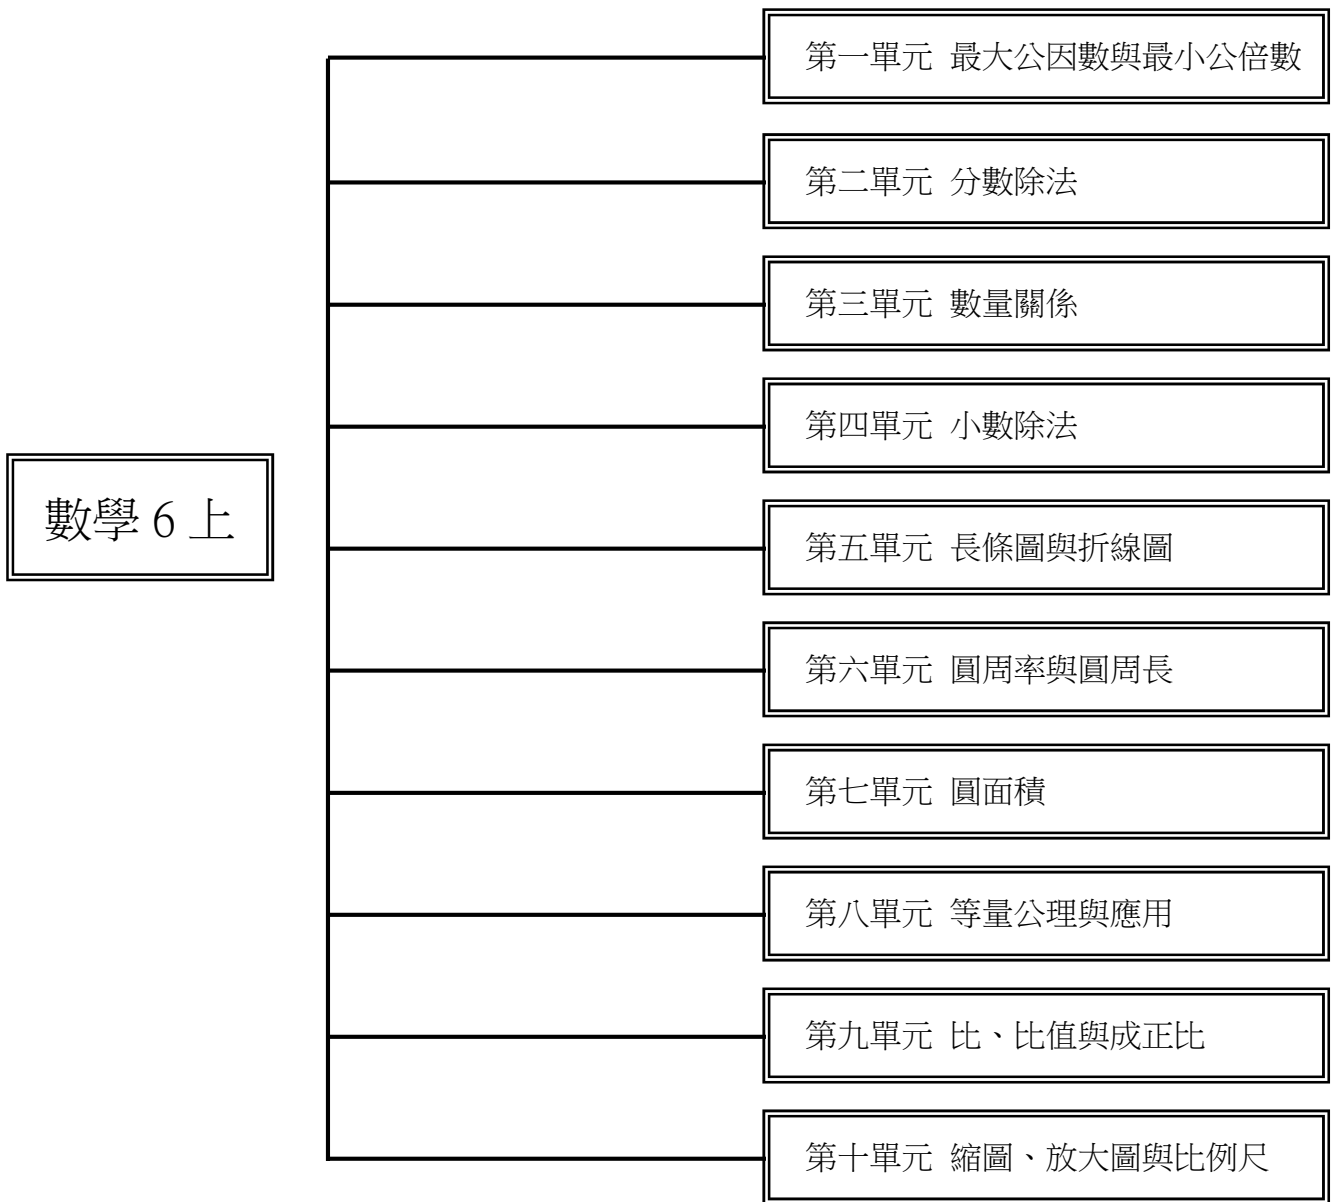 數學 6 上
第一單元 最大公因數與最小公倍數
第二單元 分數除法
第三單元 數量關係
第四單元 小數除法
第五單元 長條圖與折線圖
第六單元 圓周率與圓周長
第七單元 圓面積
第八單元 等量公理與應用
第九單元 比、比值與成正比
第十單元 縮圖、放大圖與比例尺